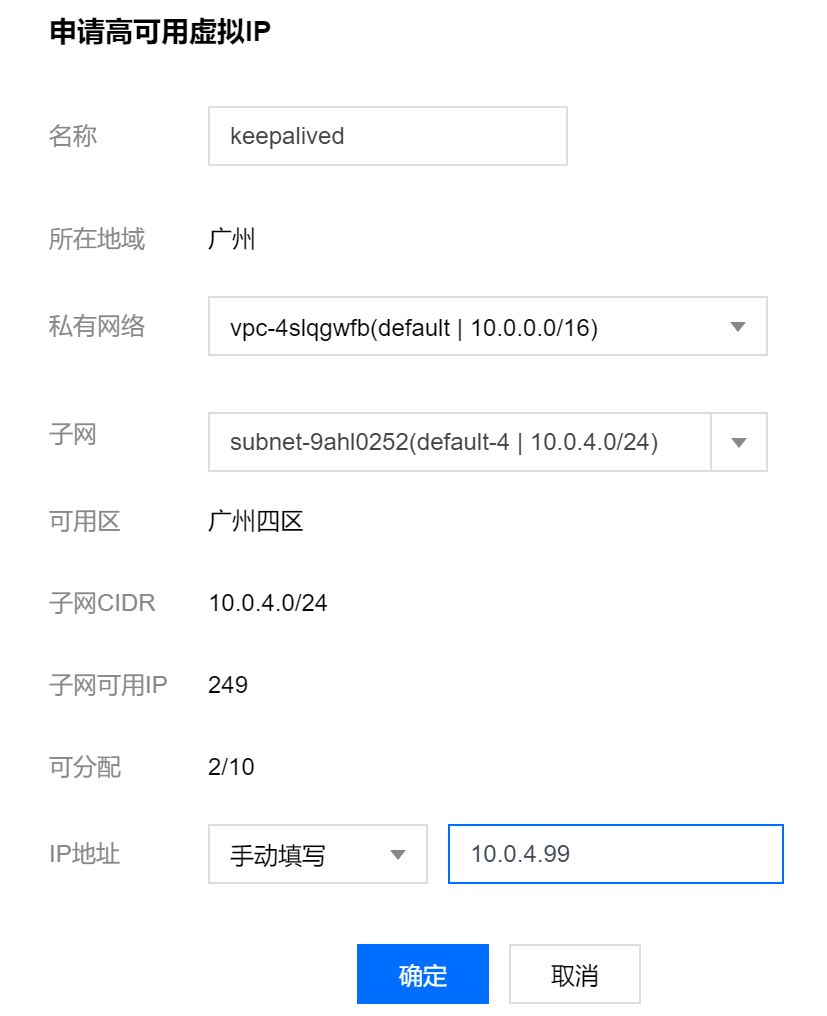 申请高可用虚拟IP
名称 keepalived
所在地域 广州
私有网络 vpc-4slqgwfb(default | 10.0.0.0/16)
子网 subnet-9ahl0252(default-4 | 10.0.4.0/24)
可用区 广州四区
子网CIDR 10.0.4.0/24
子网可用IP 249
可分配 2/10
IP地址 手动填写 10.0.4.99
确定 取消